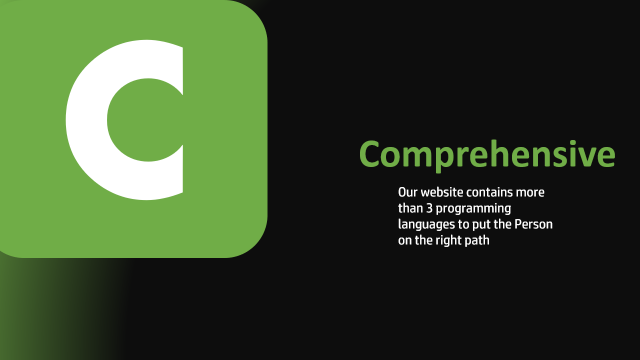 C
Comprehensive
Our website contains more
than 3 programming
languages to put the Person
on the right path